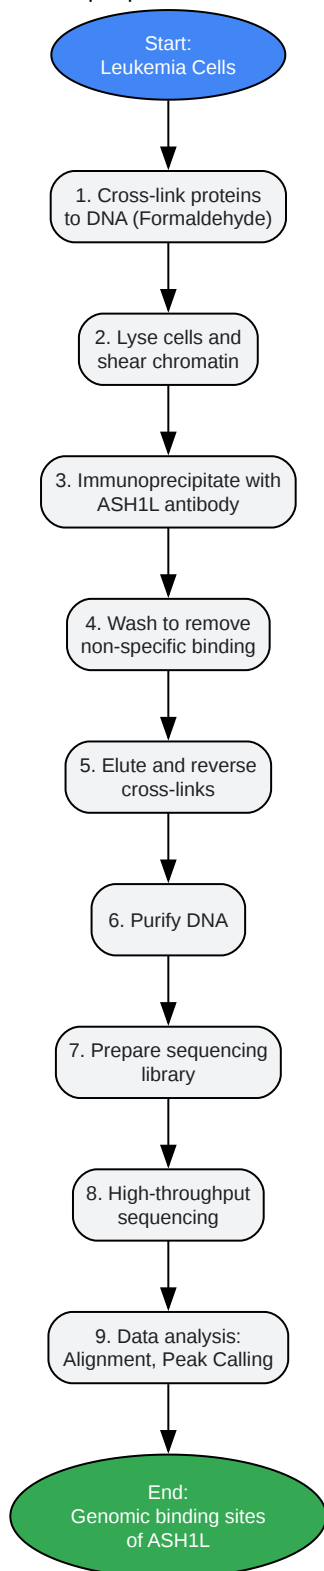 Start:
Leukemia Cells
1. Cross-link proteins
to DNA (Formaldehyde)
2. Lyse cells and
shear chromatin
3. Immunoprecipitate with
ASH1L antibody
4. Wash to remove
non-specific binding
5. Elute and reverse
cross-links
6. Purify DNA
7. Prepare sequencing
library
8. High-throughput
sequencing
9. Data analysis:
Alignment, Peak Calling
End:
Genomic binding sites
of ASH1L